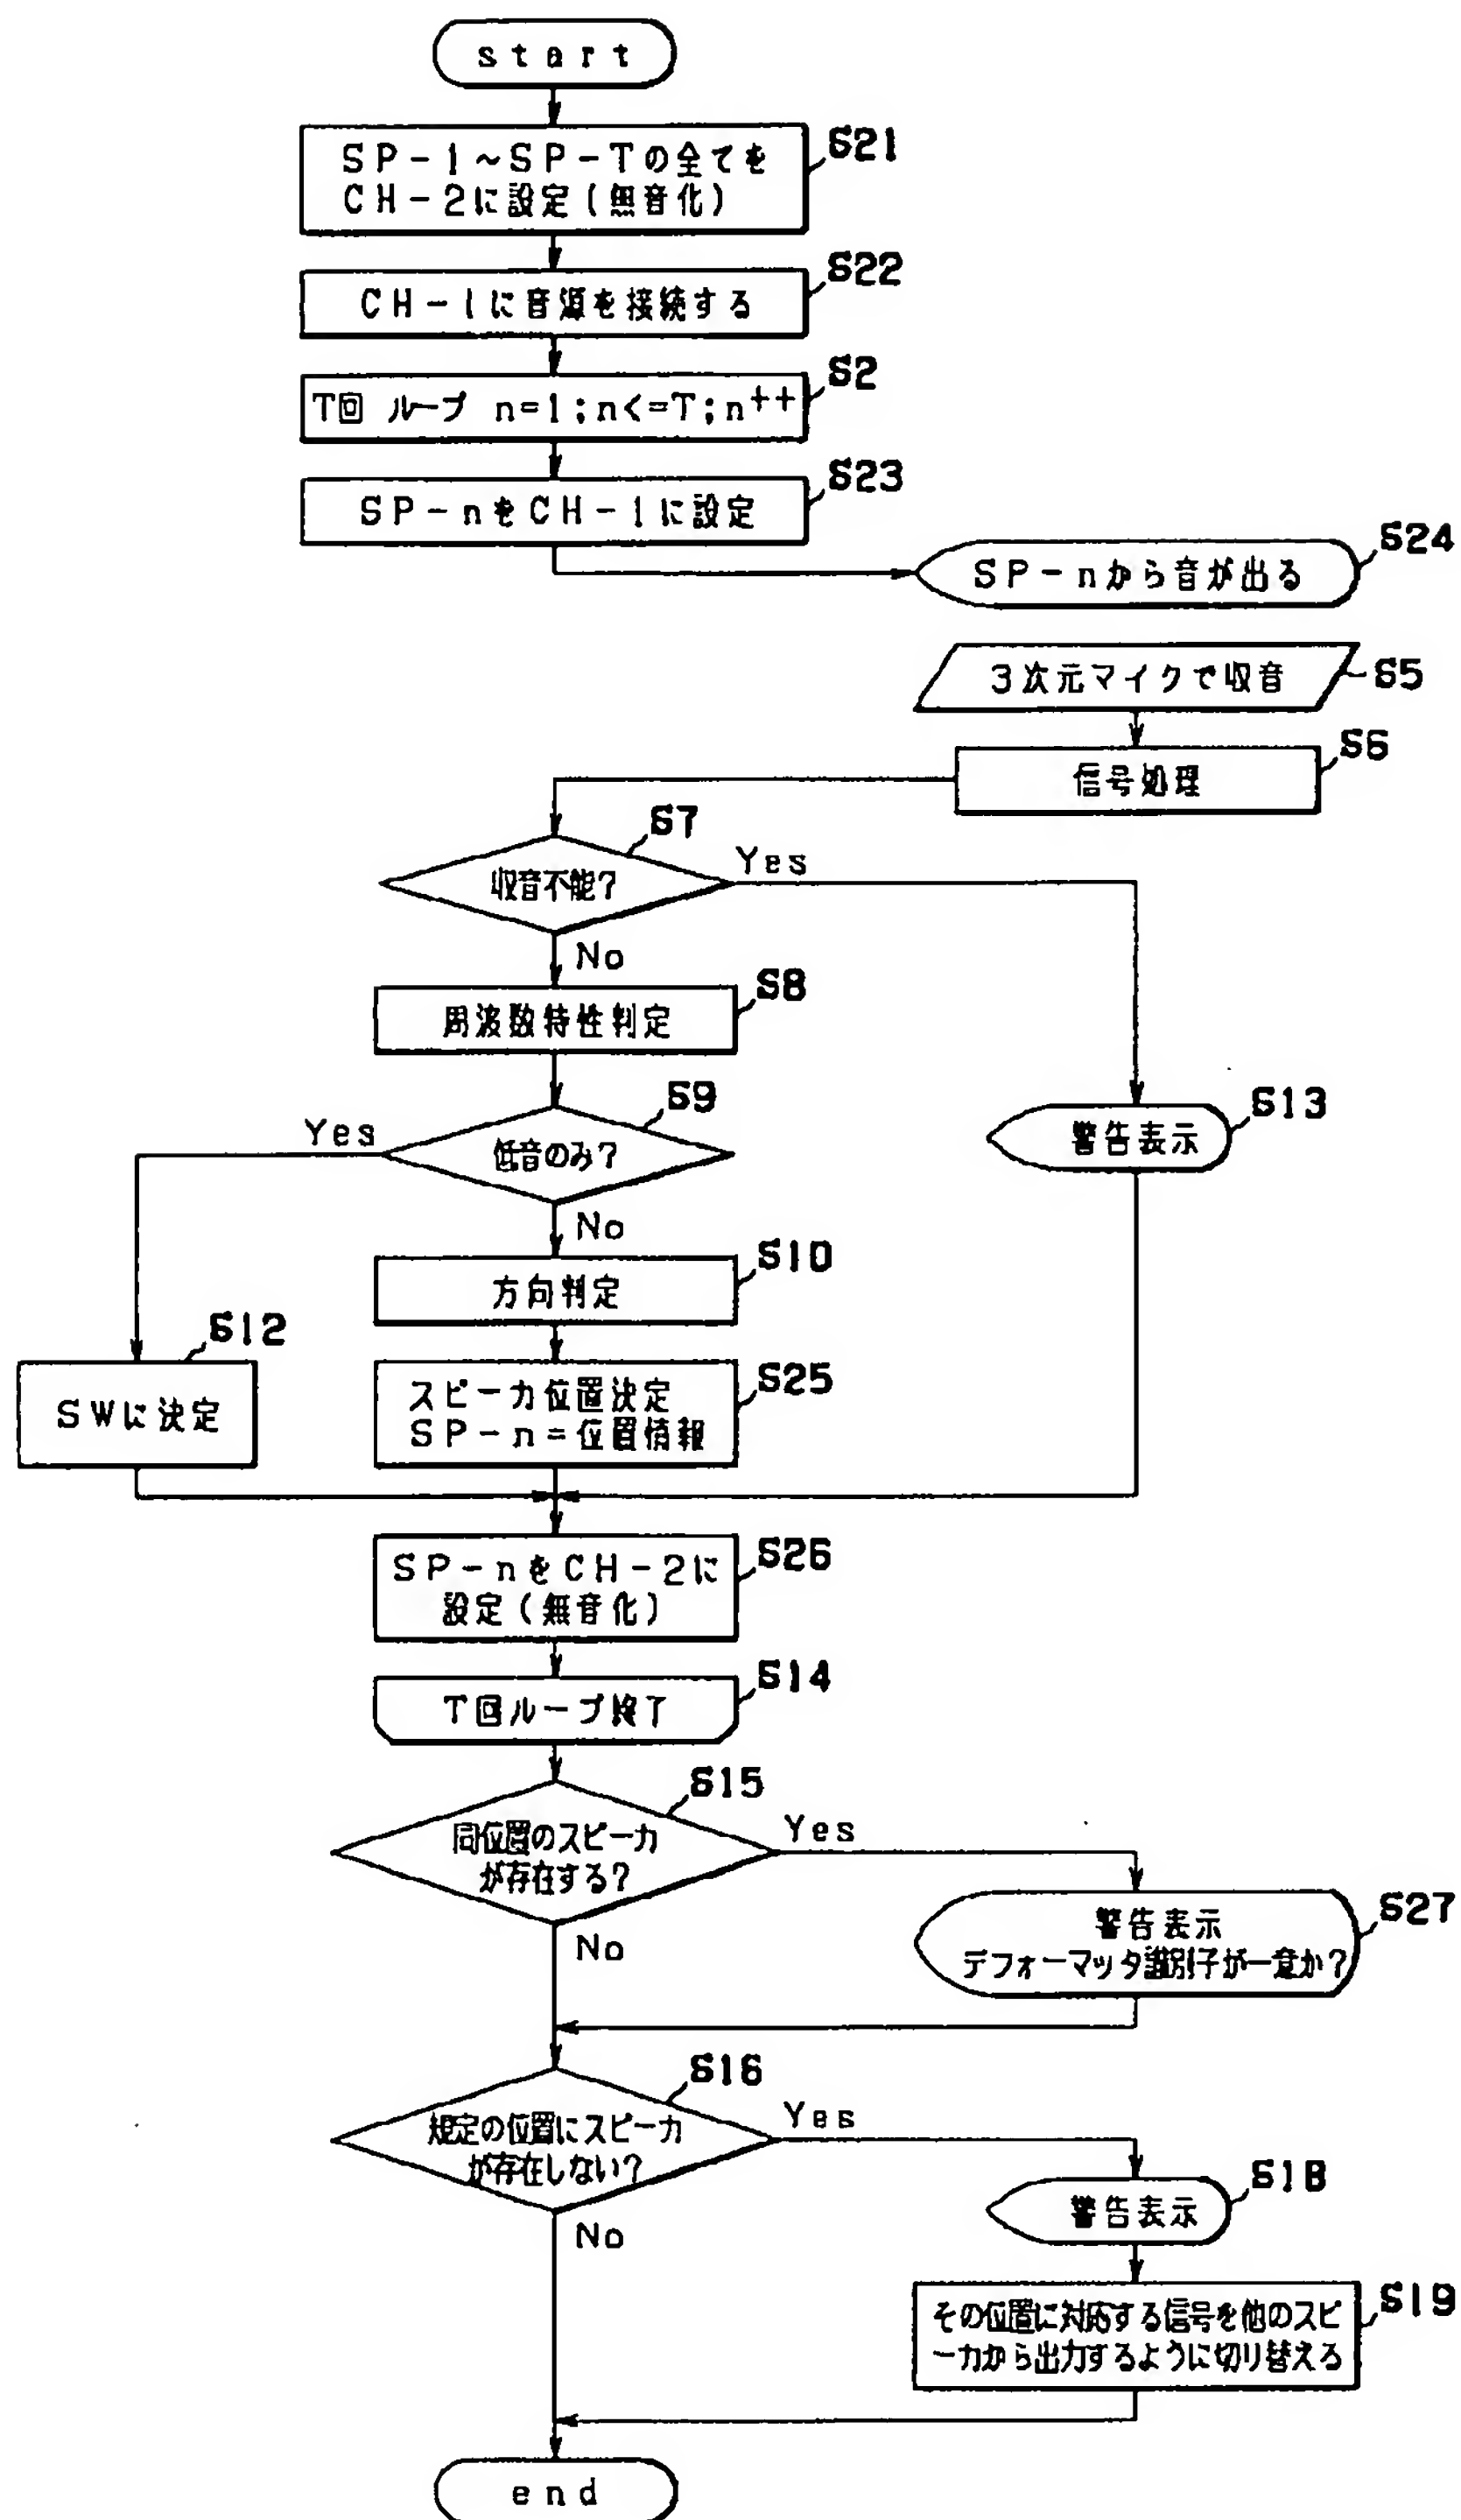 start
S21
SP-1～SP-Tの全てを
CH-2に設定(無音化)
S22
CH-1に音源を接続する
S2
T回 ループ n=1;n<=T;n++
S23
SP-nをCH-1に設定
S24
SP-nから音が出る
3次元マイクで収音
S5
S6
信号処理
S7
収音不能?
Yes
No
S8
周波数特性判定
S9
低音のみ?
Yes
No
S13
警告表示
S10
方向判定
S12
SWに決定
S25
スピーカ位置決定
SP-n=位置情報
S26
SP-nをCH-2に
設定(無音化)
S14
T回ループ終了
S15
同位置のスピーカ
が存在する?
Yes
No
S27
警告表示
デフォーマッタ識別子が一意か?
S16
規定の位置にスピーカ
が存在しない?
Yes
No
S18
警告表示
S19
その位置に対応する信号を他のスピ
ーカから出力するように切り替える
end